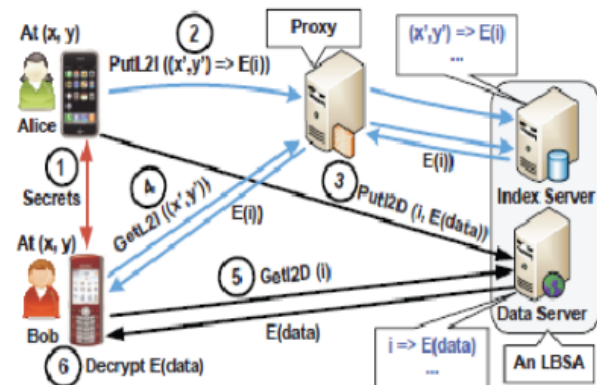 At (x, y)
Alice
2
PutL2I ((x',y') => E(i))
Proxy
(x',y') => E(i)
...
E(i))
Index Server
1
Secrets
4
GetL2I ((x',y'))
E(i))
3
PutI2D (i, E(data))
At (x, y)
Bob
5
GetI2D (i)
E(data)
Data Server
6
Decrypt E(data)
i => E(data)
...
An LBSA